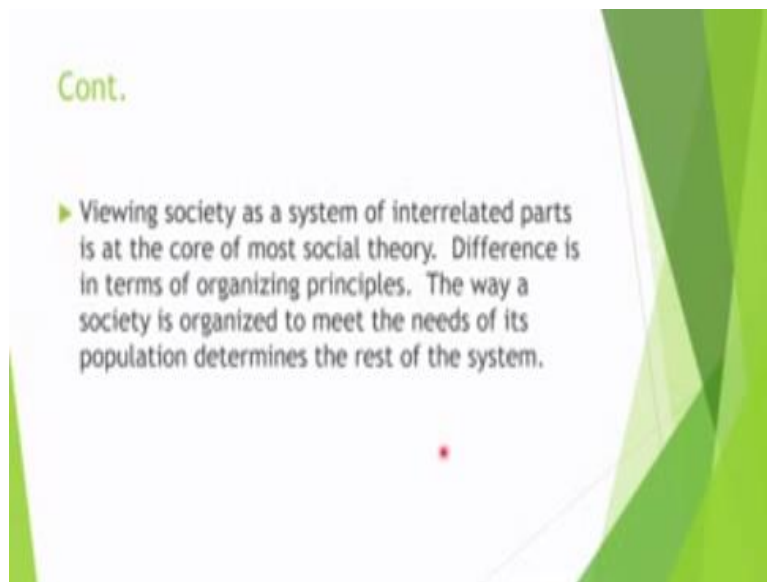 Cont.
Viewing society as a system of interrelated parts
is at the core of most social theory. Difference is
in terms of organizing principles. The way a
society is organized to meet the needs of its
population determines the rest of the system.